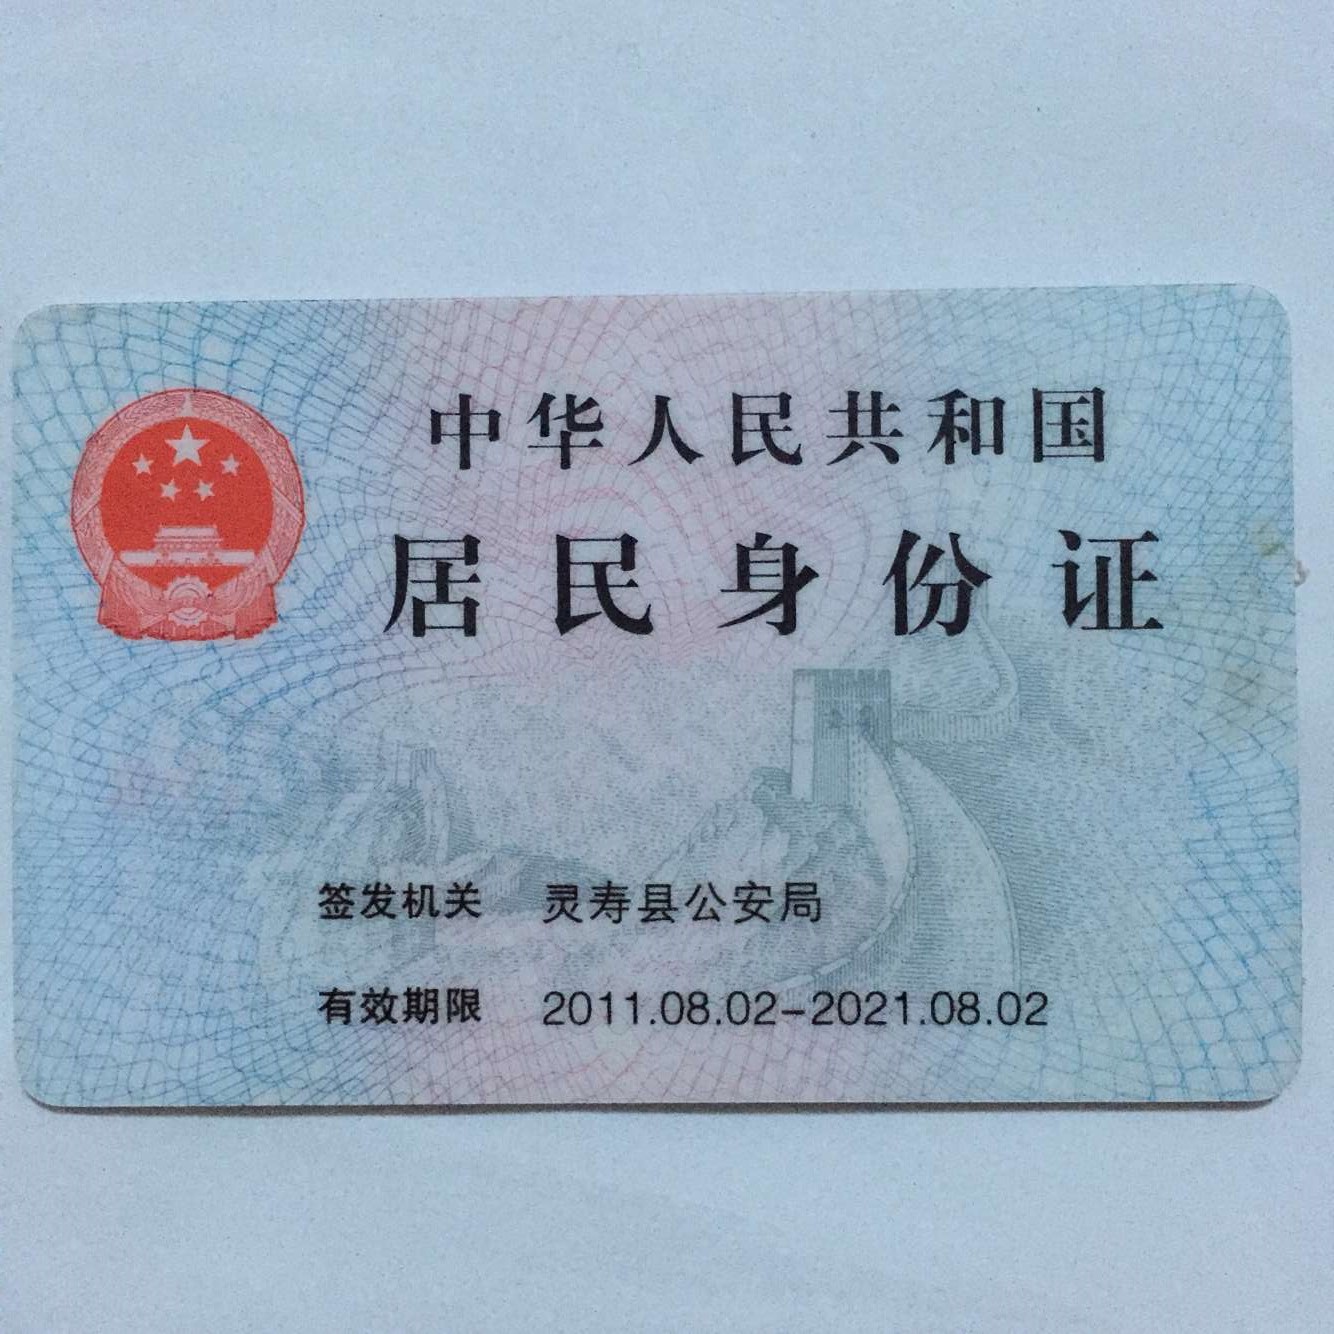 中华人民共和国
居民身份证
签发机关 灵寿县公安局
有效期限 2011.08.02-2021.08.02